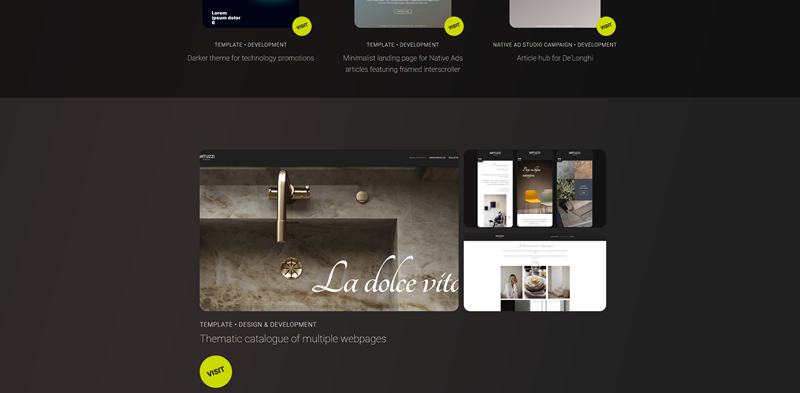 Lorem
ipsum dolor
6
VISIT
VISIT
VISIT
TEMPLATE • DEVELOPMENT
Darker theme for technology promotions
TEMPLATE • DEVELOPMENT
Minimalist landing page for Native Ads
articles featuring framed interscroller
NATIVE AD STUDIO CAMPAIGN • DEVELOPMENT
Article hub for De'Longhi
La dolce vita
TEMPLATE • DESIGN & DEVELOPMENT
Thematic catalogue of multiple webpages
VISIT